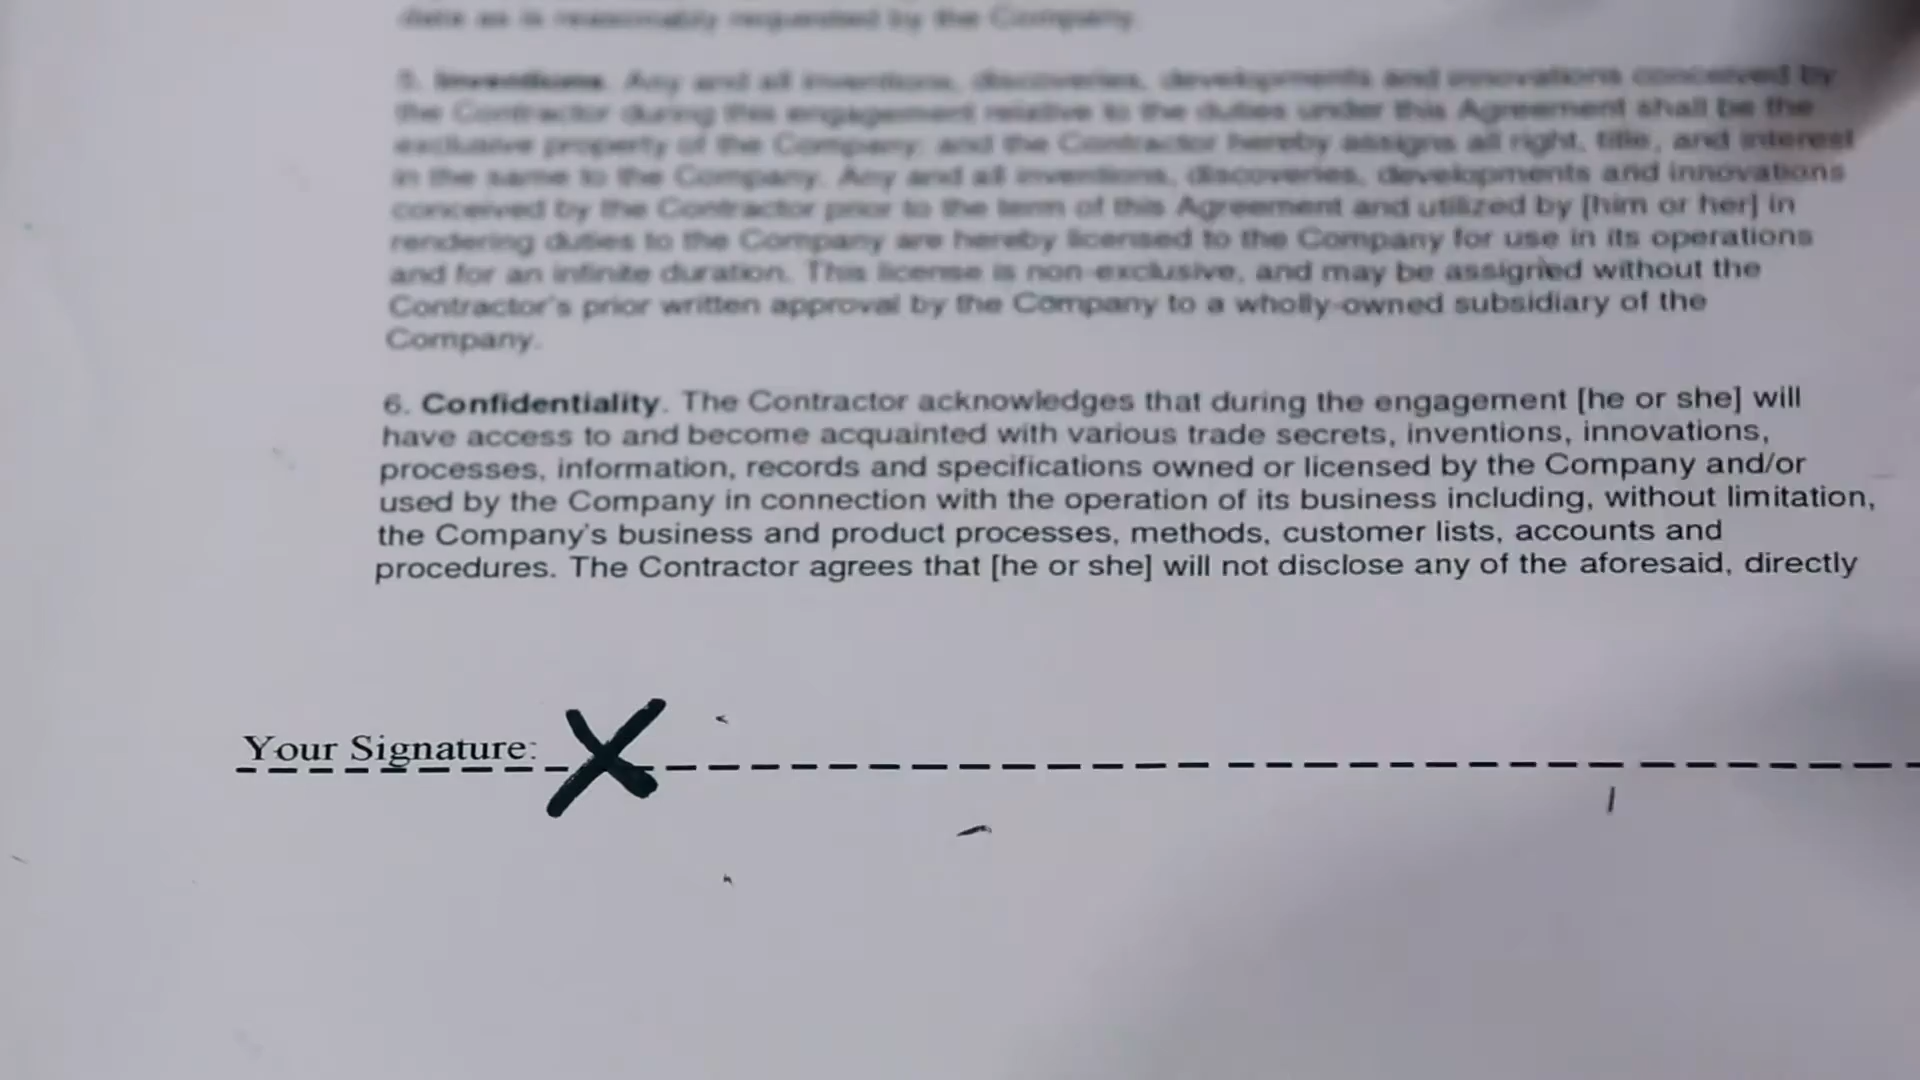 data as is reasonably requested by the Company.
5. Inventions. Any and all inventions, discoveries, developments and innovations conceived by
the Contractor during this engagement relative to the duties under this Agreement shall be the
exclusive property of the Company; and the Contractor hereby assigns all right, title, and interest
in the same to the Company. Any and all inventions, discoveries, developments and innovations
conceived by the Contractor prior to the term of this Agreement and utilized by [him or her] in
rendering duties to the Company are hereby licensed to the Company for use in its operations
and for an infinite duration. This license is non-exclusive, and may be assigned without the
Contractor's prior written approval by the Company to a wholly-owned subsidiary of the
Company.
6. Confidentiality. The Contractor acknowledges that during the engagement [he or she] will
have access to and become acquainted with various trade secrets, inventions, innovations,
processes, information, records and specifications owned or licensed by the Company and/or
used by the Company in connection with the operation of its business including, without limitation,
the Company's business and product processes, methods, customer lists, accounts and
procedures. The Contractor agrees that [he or she] will not disclose any of the aforesaid, directly
Your Signature: X